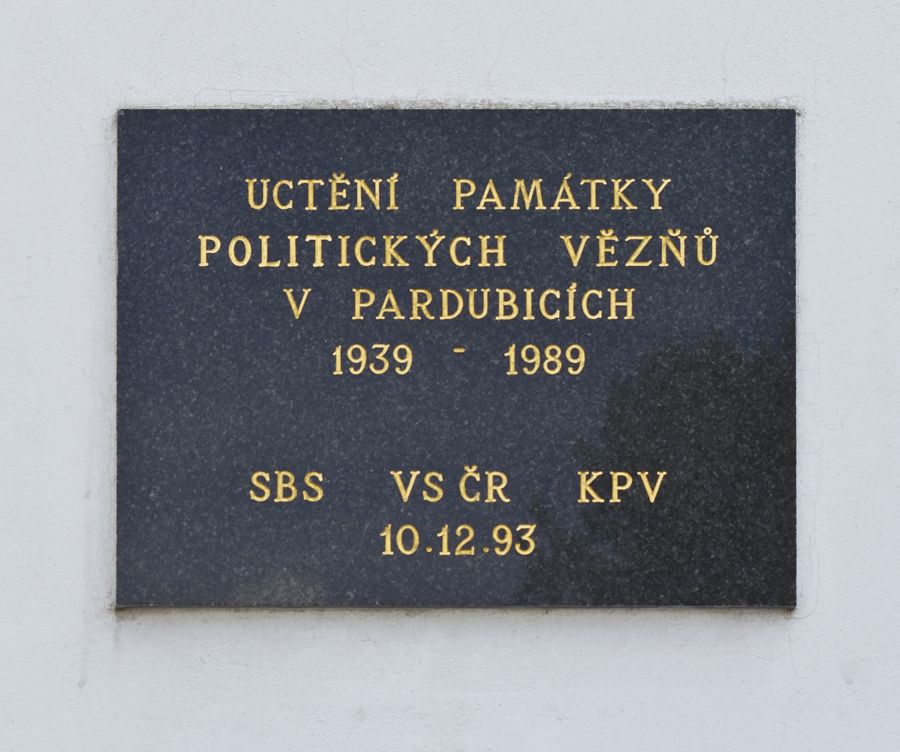 UCTĚNÍ PAMÁTKY
POLITICKÝCH VĚZŇŮ
V PARDUBICÍCH
1939 - 1989
SBS VS ČR KPV
10.12.93